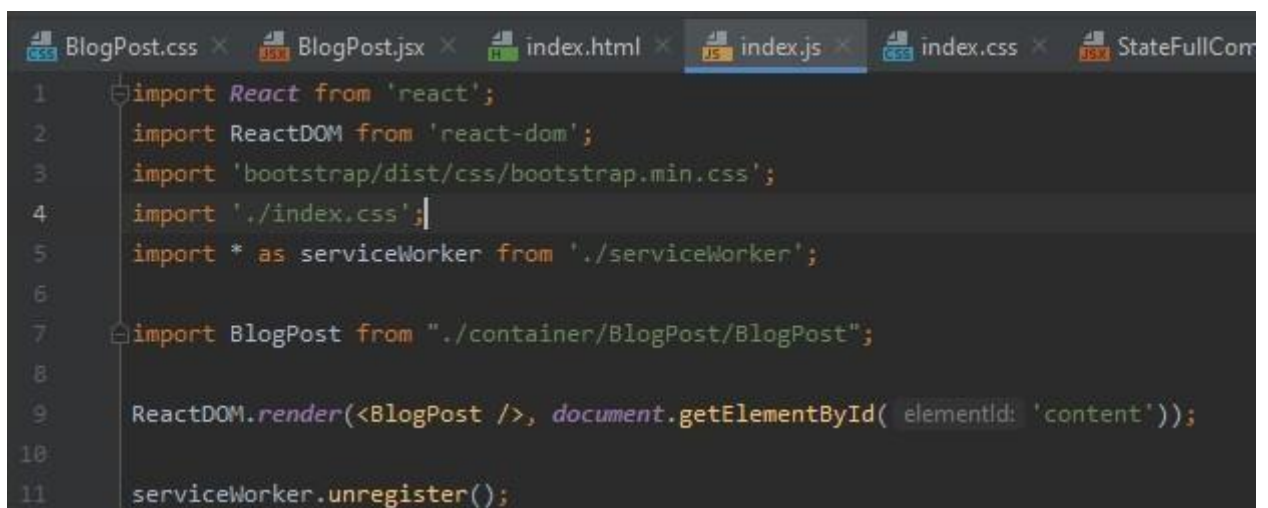 BlogPost.css × BlogPost.jsx × index.html × index.js × index.css × StateFullCom
1 import React from 'react';
2 import ReactDOM from 'react-dom';
3 import 'bootstrap/dist/css/bootstrap.min.css';
4 import './index.css';
5 import * as serviceWorker from './serviceWorker';
6
7 import BlogPost from "./container/BlogPost/BlogPost";
8
9 ReactDOM.render(<BlogPost />, document.getElementById( elementId: 'content'));
10
11 serviceWorker.unregister();